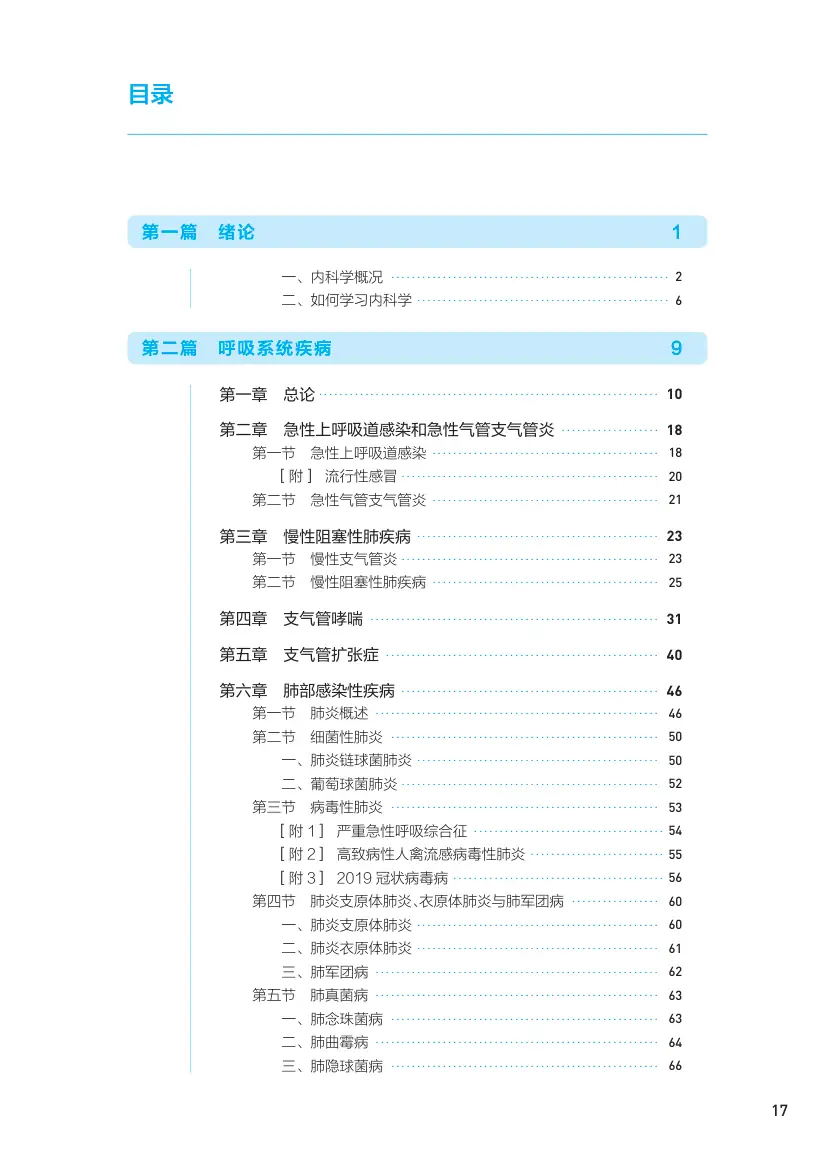 目录
第一篇 绪论 1
一、内科学概况 2
二、如何学习内科学 6
第二篇 呼吸系统疾病 9
第一章 总论 10
第二章 急性上呼吸道感染和急性气管支气管炎 18
第一节 急性上呼吸道感染 18
［附］ 流行性感冒 20
第二节 急性气管支气管炎 21
第三章 慢性阻塞性肺疾病 23
第一节 慢性支气管炎 23
第二节 慢性阻塞性肺疾病 25
第四章 支气管哮喘 31
第五章 支气管扩张症 40
第六章 肺部感染性疾病 46
第一节 肺炎概述 46
第二节 细菌性肺炎 50
一、肺炎链球菌肺炎 50
二、葡萄球菌肺炎 52
第三节 病毒性肺炎 53
［附1］ 严重急性呼吸综合征 54
［附2］ 高致病性人禽流感病毒性肺炎 55
［附3］ 2019冠状病毒病 56
第四节 肺炎支原体肺炎、衣原体肺炎与肺军团病 60
一、肺炎支原体肺炎 60
二、肺炎衣原体肺炎 61
三、肺军团病 62
第五节 肺真菌病 63
一、肺念珠菌病 63
二、肺曲霉病 64
三、肺隐球菌病 66
17